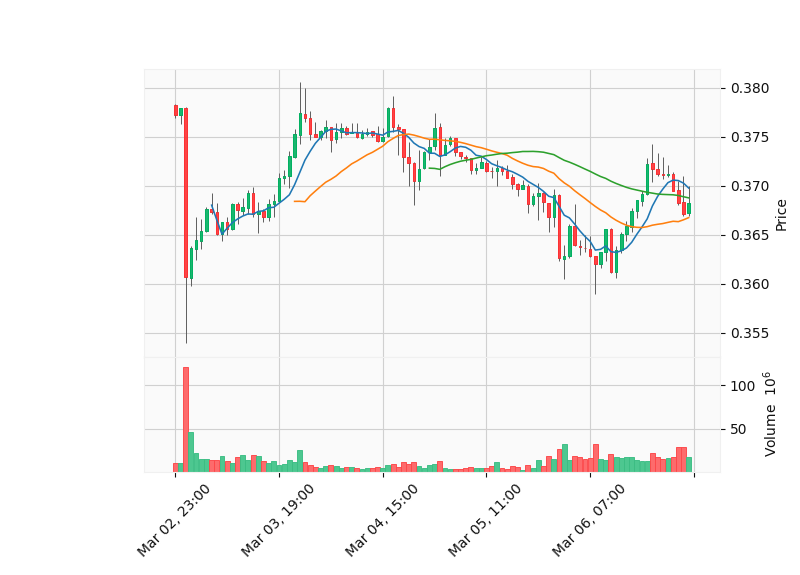 0.380
0.375
0.370
0.365
0.360
0.355
Price
100
50
Volume 10^6
Mar 02, 23:00
Mar 03, 19:00
Mar 04, 15:00
Mar 05, 11:00
Mar 06, 07:00